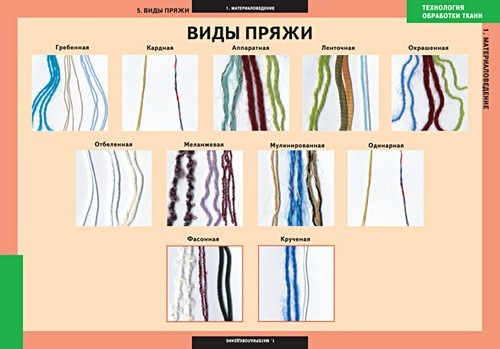 5. ВИДЫ ПРЯЖИ
1. МАТЕРИАЛОВЕДЕНИЕ
ТЕХНОЛОГИЯ
ОБРАБОТКИ ТКАНИ
1. МАТЕРИАЛОВЕДЕНИЕ
ВИДЫ ПРЯЖИ
Гребенная
Кардная
Аппаратная
Ленточная
Окрашенная
Отбеленная
Меланжевая
Мулинированная
Одинарная
Фасонная
Крученая
1. МАТЕРИАЛОВЕДЕНИЕ